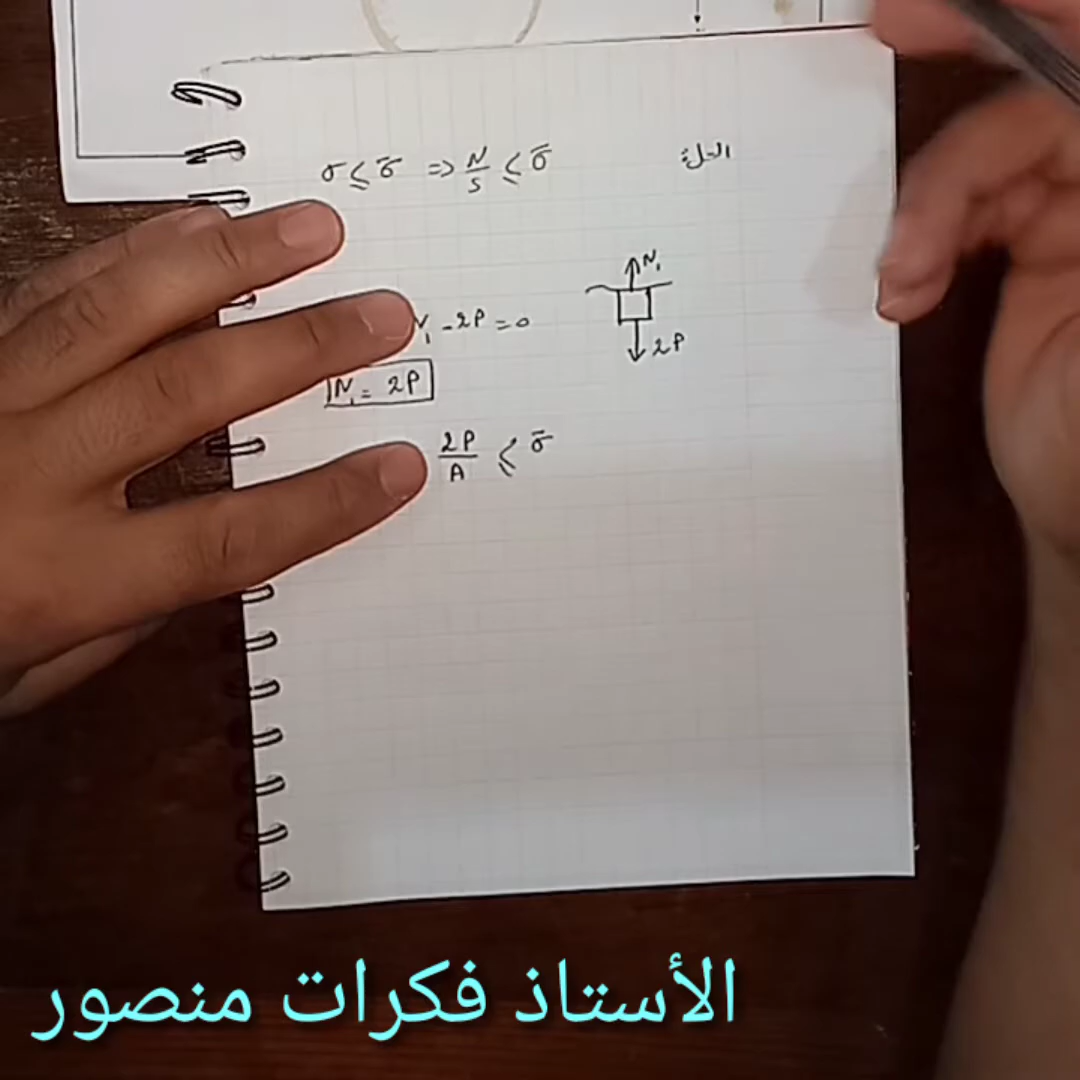 الحل:
σ ≤ σ̄ ⇒ N/S ≤ σ̄
N₁
N₁ - 2P = 0
2P
N₁ = 2P
2P/A ≤ σ̄
الأستاذ فكرات منصور